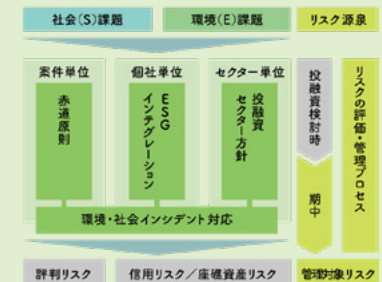 社会(S)課題
環境(E)課題
リスク源泉
案件単位
個社単位
セクター単位
赤道原則
ESG
インテグレーション
投融資
セクター方針
投融資検討時
期中
リスクの評価・管理プロセス
環境・社会インシデント対応
評判リスク
信用リスク／座礁資産リスク
管理対象リスク